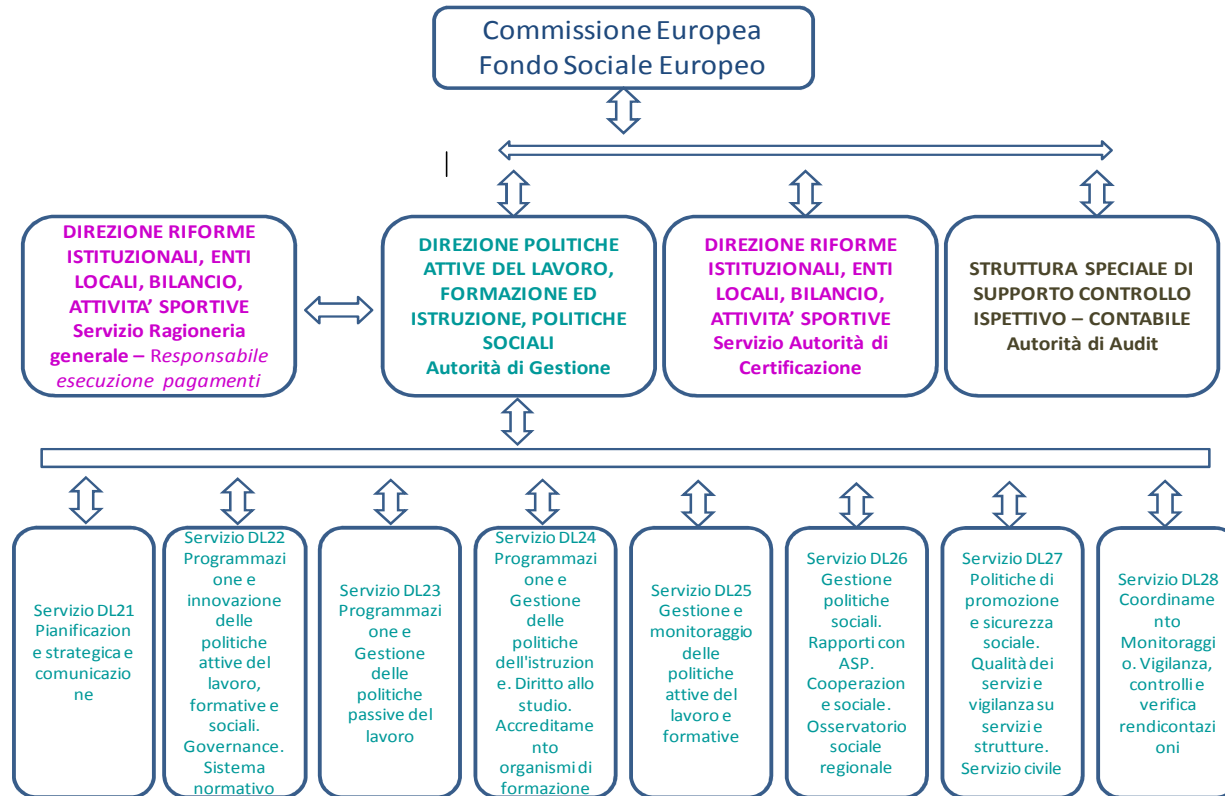 Commissione Europea
Fondo Sociale Europeo
DIREZIONE RIFORME
ISTITUZIONALI, ENTI
LOCALI, BILANCIO,
ATTIVITA’ SPORTIVE
Servizio Ragioneria
generale – Responsabile
esecuzione pagamenti
DIREZIONE POLITICHE
ATTIVE DEL LAVORO,
FORMAZIONE ED
ISTRUZIONE, POLITICHE
SOCIALI
Autorità di Gestione
DIREZIONE RIFORME
ISTITUZIONALI, ENTI
LOCALI, BILANCIO,
ATTIVITA’ SPORTIVE
Servizio Autorità di
Certificazione
STRUTTURA SPECIALE DI
SUPPORTO CONTROLLO
ISPETTIVO – CONTABILE
Autorità di Audit
Servizio DL21
Pianificazion
e strategica e
comunicazio
ne
Servizio DL22
Programmazi
one e
innovazione
delle
politiche
attive del
lavoro,
formative e
sociali.
Governance.
Sistema
normativo
Servizio DL23
Programmazi
one e
Gestione
delle
politiche
passive del
lavoro
Servizio DL24
Programmazi
one e
Gestione
delle
politiche
dell'istruzion
e. Diritto allo
studio.
Accreditame
nto
organismi di
formazione
Servizio DL25
Gestione e
monitoraggio
delle
politiche
attive del
lavoro e
formative
Servizio DL26
Gestione
politiche
sociali.
Rapporti con
ASP.
Cooperazion
e sociale.
Osservatorio
sociale
regionale
Servizio DL27
Politiche di
promozione
e sicurezza
sociale.
Qualità dei
servizi e
vigilanza su
servizi e
strutture.
Servizio civile
Servizio DL28
Coordiname
nto
Monitoraggi
o. Vigilanza,
controlli e
verifica
rendicontazi
oni